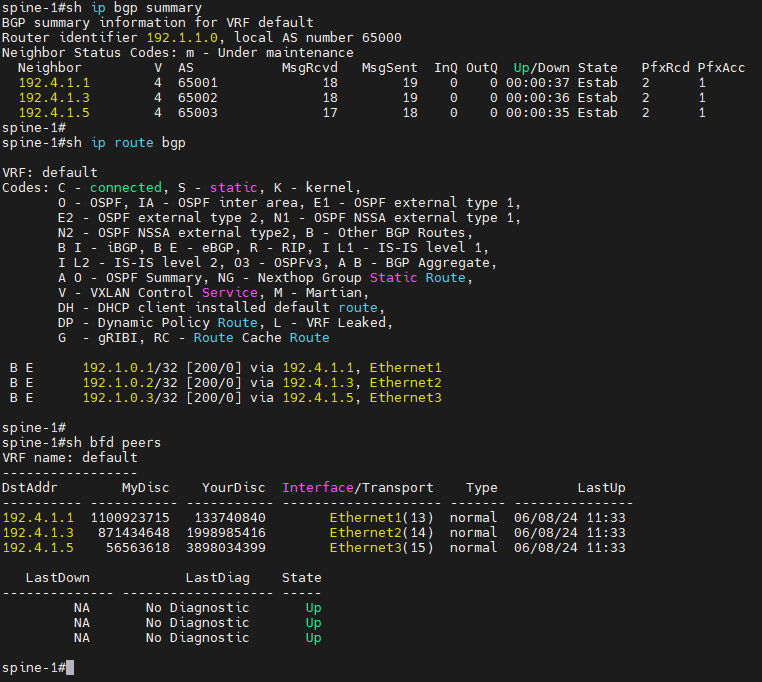 spine-1#sh ip bgp summary
BGP summary information for VRF default
Router identifier 192.1.1.0, local AS number 65000
Neighbor Status Codes: m - Under maintenance
  Neighbor         V  AS           MsgRcvd   MsgSent  InQ OutQ  Up/Down State   PfxRcd PfxAcc
  192.4.1.1        4  65001             18        19    0    0 00:00:37 Estab   2      1
  192.4.1.3        4  65002             18        19    0    0 00:00:36 Estab   2      1
  192.4.1.5        4  65003             17        18    0    0 00:00:35 Estab   2      1
spine-1#
spine-1#sh ip route bgp

VRF: default
Codes: C - connected, S - static, K - kernel,
       O - OSPF, IA - OSPF inter area, E1 - OSPF external type 1,
       E2 - OSPF external type 2, N1 - OSPF NSSA external type 1,
       N2 - OSPF NSSA external type2, B - Other BGP Routes,
       B I - iBGP, B E - eBGP, R - RIP, I L1 - IS-IS level 1,
       I L2 - IS-IS level 2, O3 - OSPFv3, A B - BGP Aggregate,
       A O - OSPF Summary, NG - Nexthop Group Static Route,
       V - VXLAN Control Service, M - Martian,
       DH - DHCP client installed default route,
       DP - Dynamic Policy Route, L - VRF Leaked,
       G  - gRIBI, RC - Route Cache Route

 B E      192.1.0.1/32 [200/0] via 192.4.1.1, Ethernet1
 B E      192.1.0.2/32 [200/0] via 192.4.1.3, Ethernet2
 B E      192.1.0.3/32 [200/0] via 192.4.1.5, Ethernet3

spine-1#
spine-1#sh bfd peers
VRF name: default
-----------------
DstAddr        MyDisc    YourDisc  Interface/Transport    Type          LastUp
---------- ----------- ----------- -------------------- ------- ---------------
192.4.1.1  1100923715   133740840        Ethernet1(13)  normal  06/08/24 11:33
192.4.1.3   871434648  1998985416        Ethernet2(14)  normal  06/08/24 11:33
192.4.1.5    56563618  3898034399        Ethernet3(15)  normal  06/08/24 11:33

   LastDown            LastDiag    State
-------------- ------------------- -----
         NA       No Diagnostic       Up
         NA       No Diagnostic       Up
         NA       No Diagnostic       Up

spine-1#